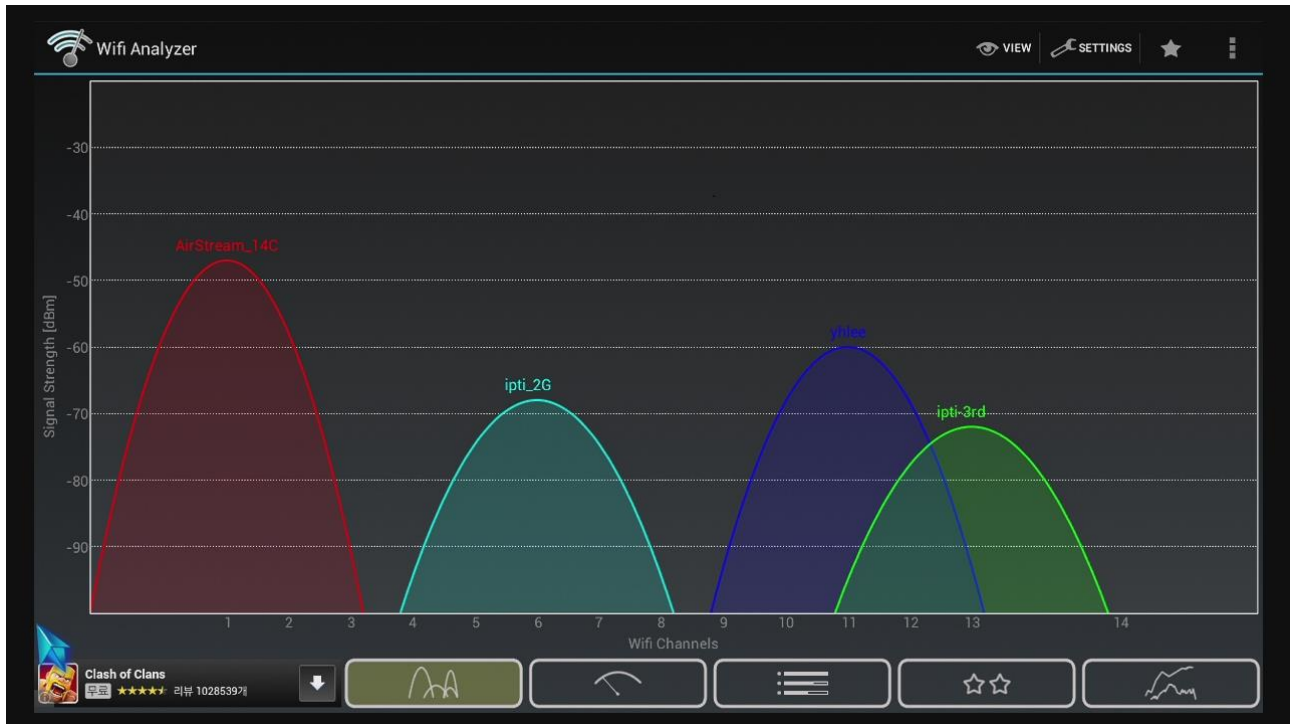 Wifi Analyzer
VIEW
SETTINGS
-30
-40
-50
-60
-70
-80
-90
Signal Strength [dBm]
AirStream_14C
ipti_2G
yhlee
ipti-3rd
1 2 3 4 5 6 7 8 9 10 11 12 13 14
Wifi Channels
Clash of Clans
무료 리뷰 1028539개